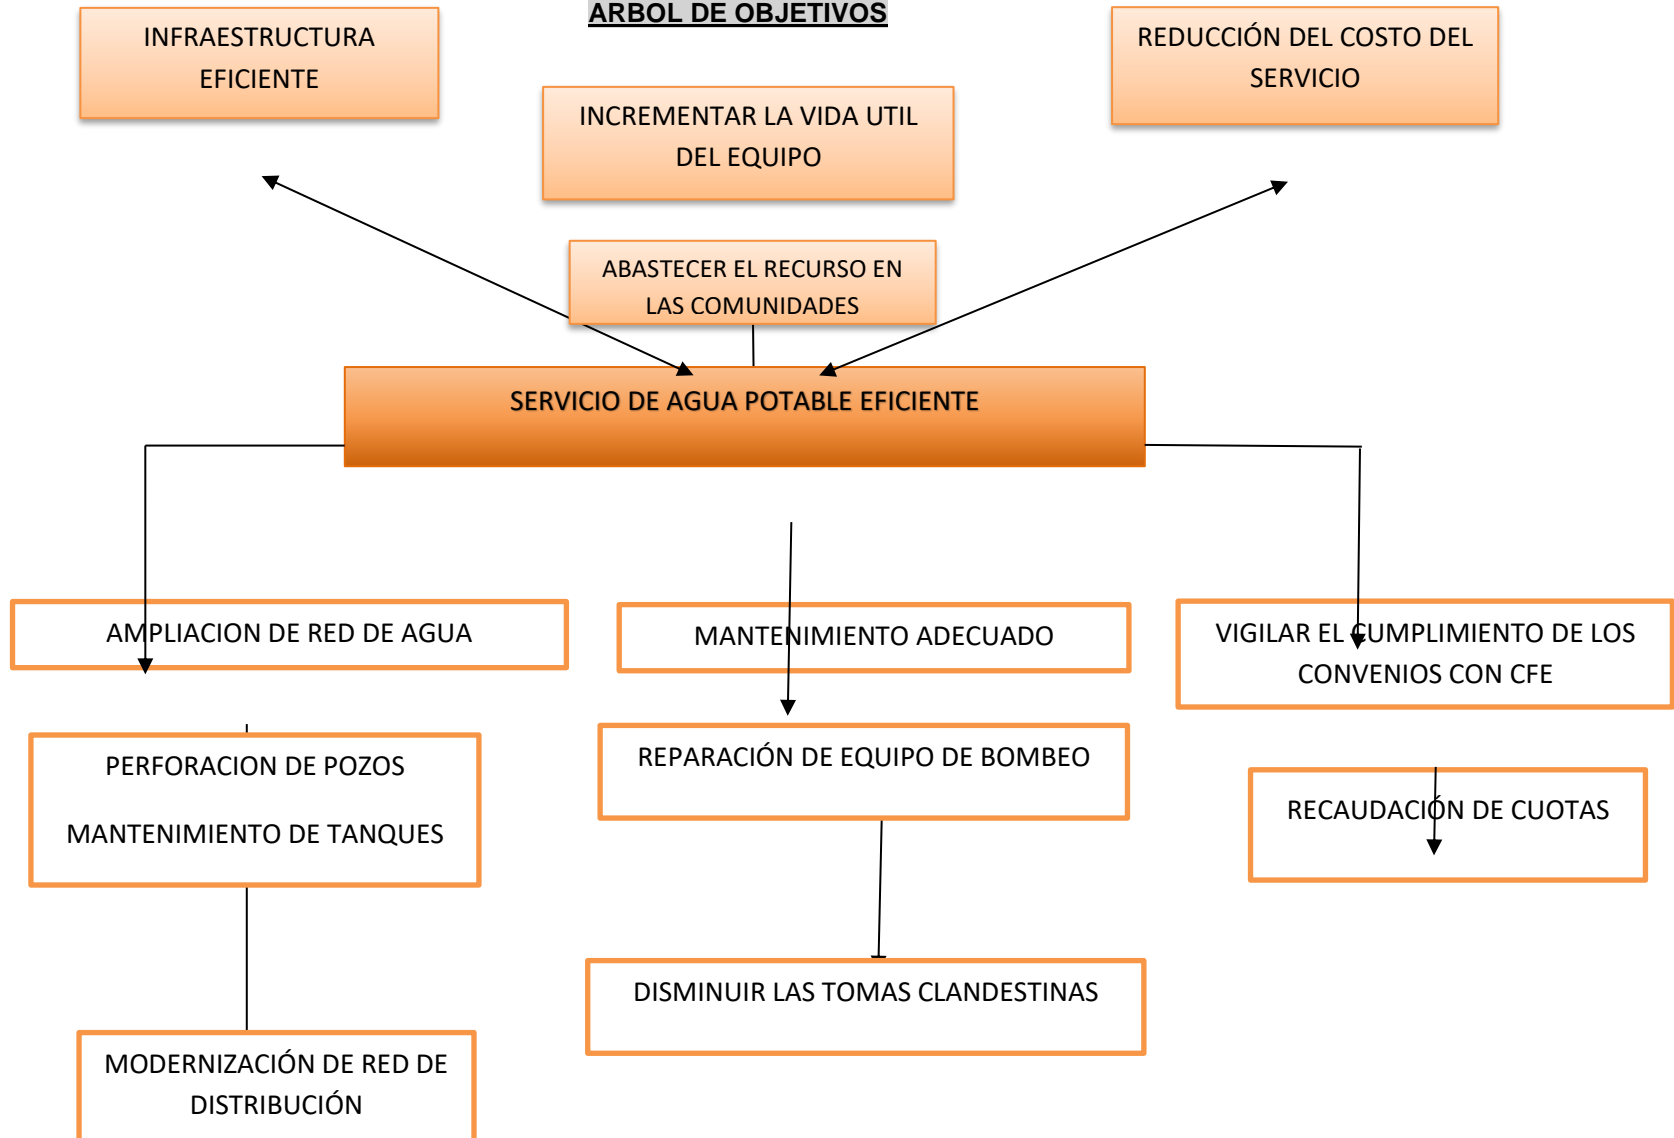 ARBOL DE OBJETIVOS
INFRAESTRUCTURA
EFICIENTE
INCREMENTAR LA VIDA UTIL
DEL EQUIPO
REDUCCIÓN DEL COSTO DEL
SERVICIO
ABASTECER EL RECURSO EN
LAS COMUNIDADES
SERVICIO DE AGUA POTABLE EFICIENTE
AMPLIACION DE RED DE AGUA
MANTENIMIENTO ADECUADO
VIGILAR EL CUMPLIMIENTO DE LOS
CONVENIOS CON CFE
PERFORACION DE POZOS
MANTENIMIENTO DE TANQUES
REPARACIÓN DE EQUIPO DE BOMBEO
RECAUDACIÓN DE CUOTAS
DISMINUIR LAS TOMAS CLANDESTINAS
MODERNIZACIÓN DE RED DE
DISTRIBUCIÓN